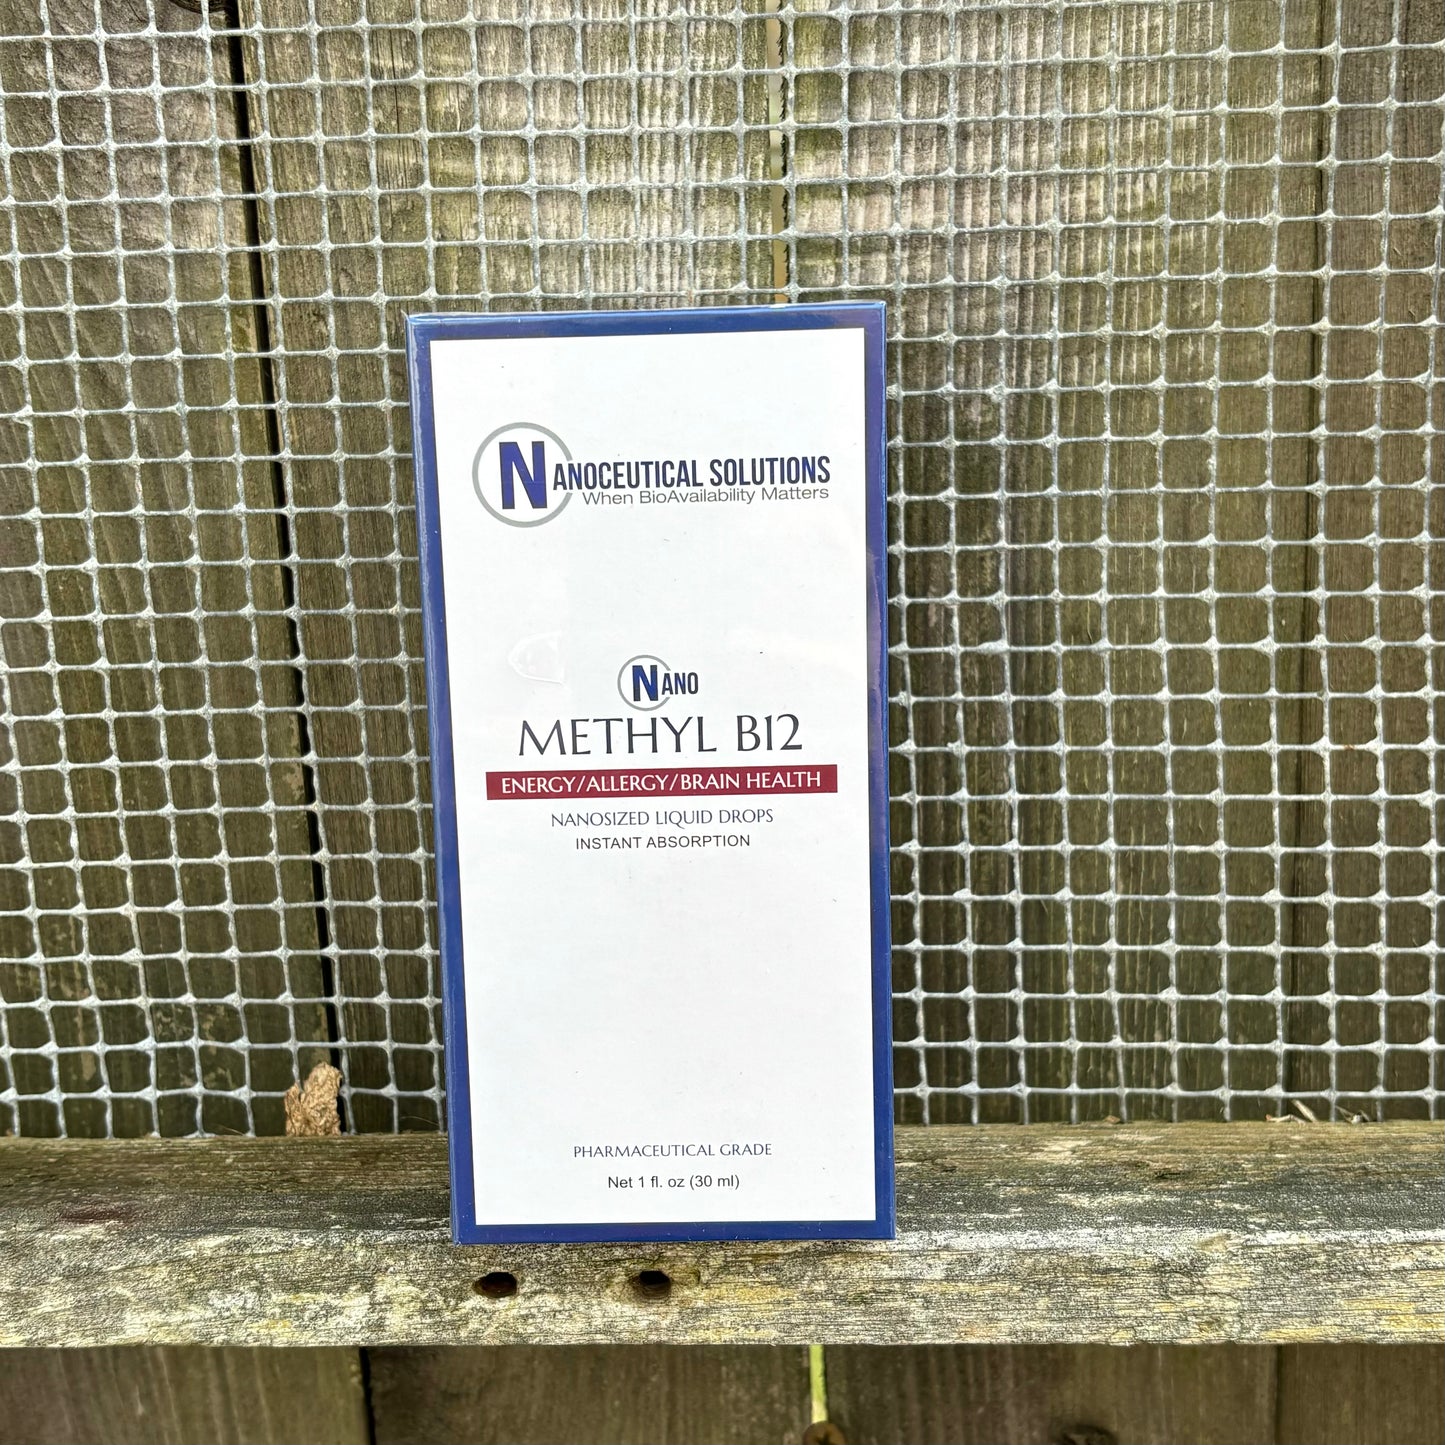 NANOCEUTICAL SOLUTIONS
When BioAvailability Matters
NANO
METHYL B12
ENERGY/ALLERGY/BRAIN HEALTH
NANOSIZED LIQUID DROPS
INSTANT ABSORPTION
PHARMACEUTICAL GRADE
Net 1 fl. oz (30 ml)